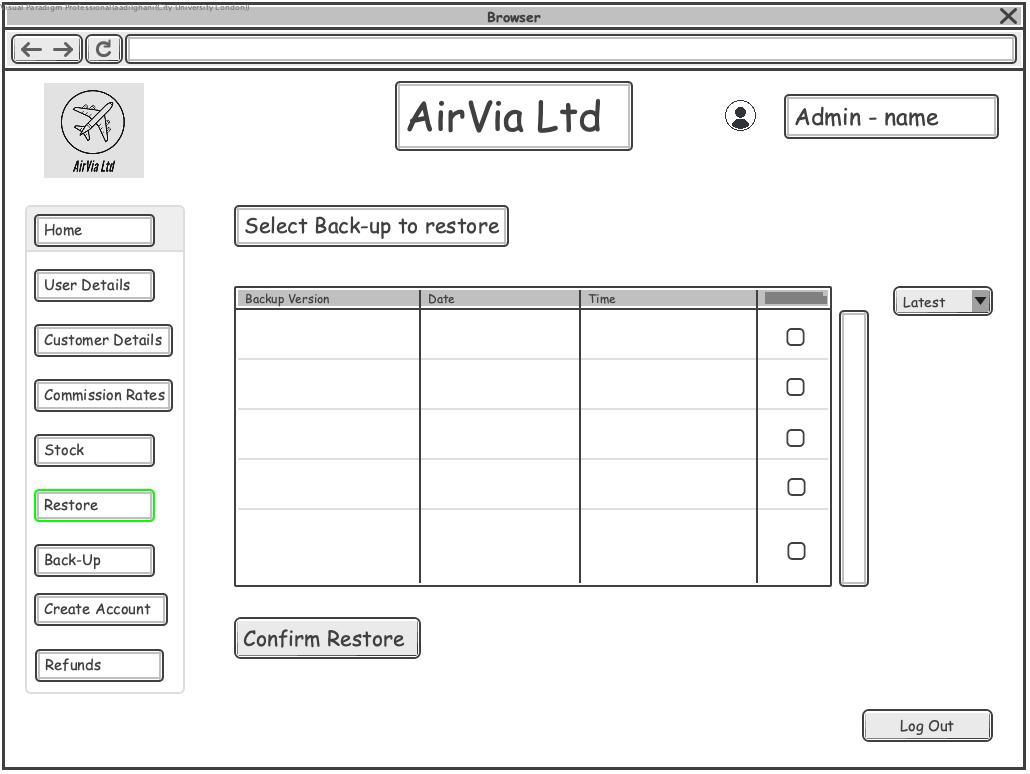 Visual Paradigm Professional(aadilghani(City University London))
Browser
AirVia Ltd
AirVia Ltd
Admin - name
Home
Select Back-up to restore
User Details
Backup Version Date Time
Latest
Customer Details
Commission Rates
Stock
Restore
Back-Up
Create Account
Confirm Restore
Refunds
Log Out